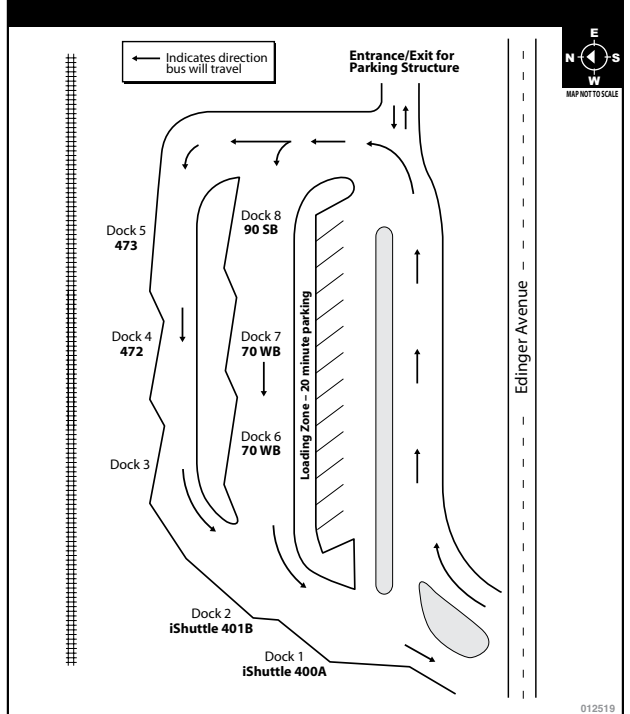 Indicates direction
bus will travel
Entrance/Exit for
Parking Structure
E
N S
W
MAP NOT TO SCALE
Dock 5
473
Dock 8
90 SB
Dock 4
472
Dock 7
70 WB
Dock 6
70 WB
Dock 3
Loading Zone – 20 minute parking
Edinger Avenue
Dock 2
iShuttle 401B
Dock 1
iShuttle 400A
012519